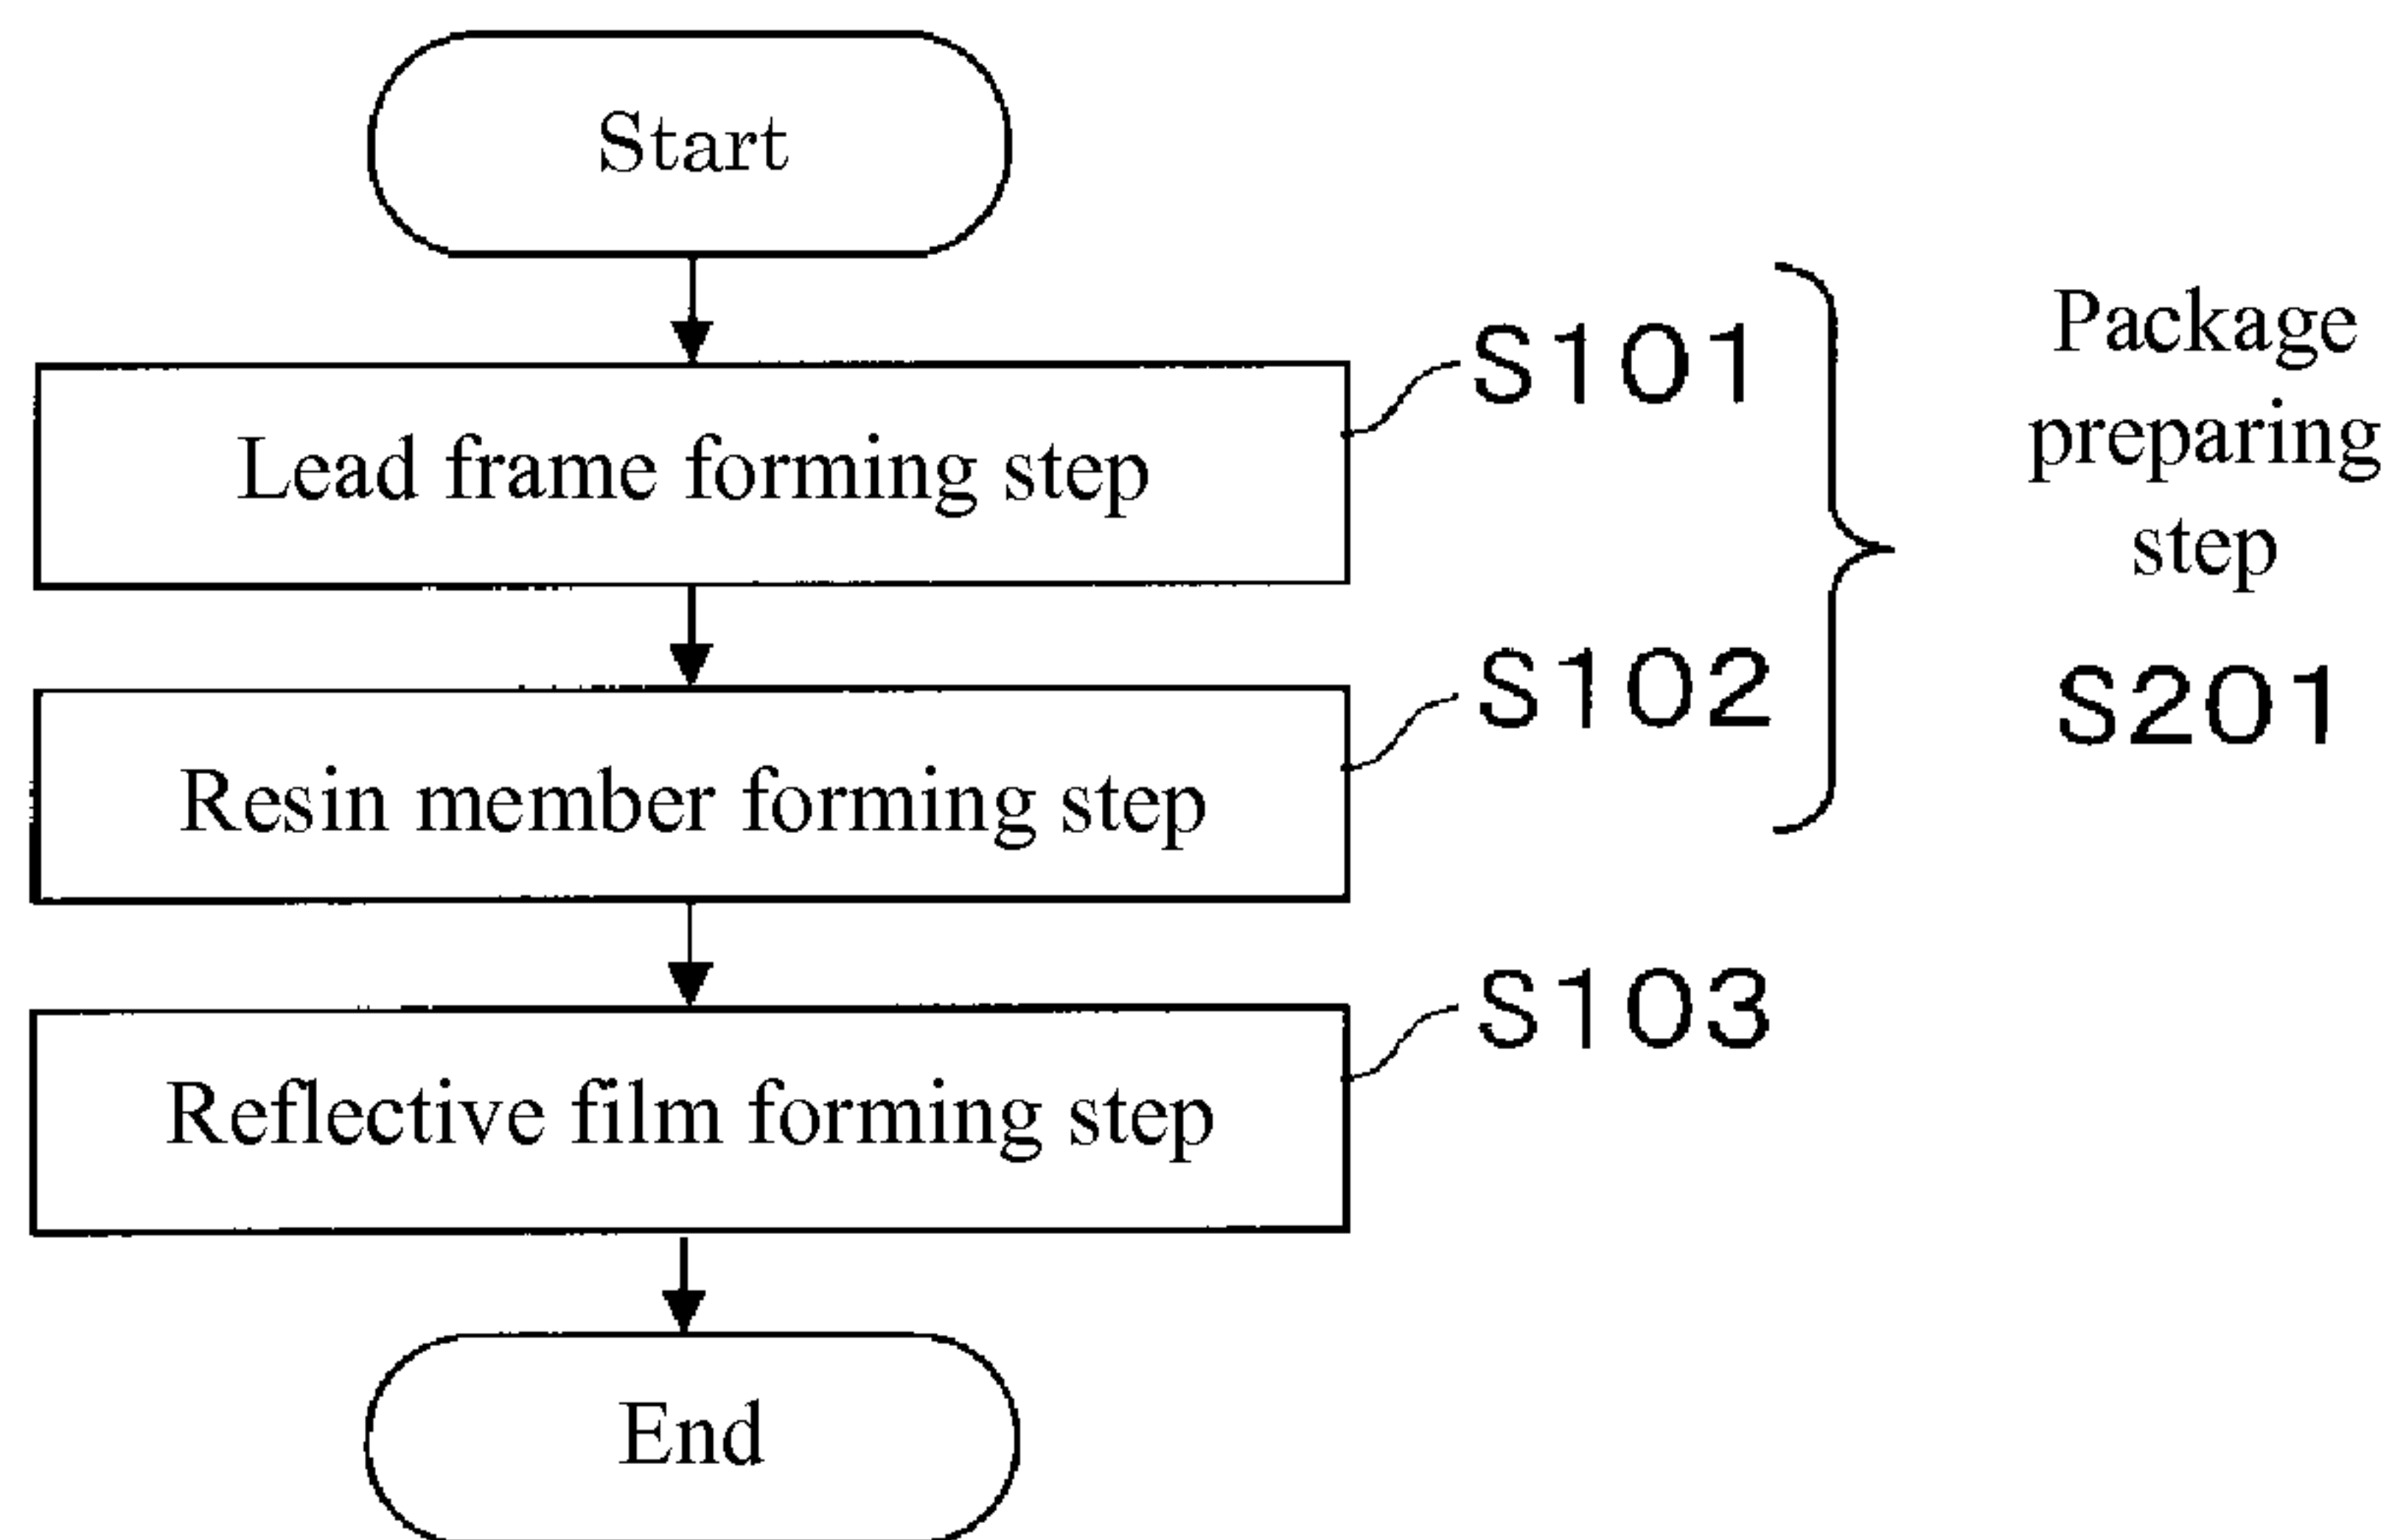 Start
Lead frame forming step
S101
Resin member forming step
S102
Package
preparing
step
S201
Reflective film forming step
S103
End